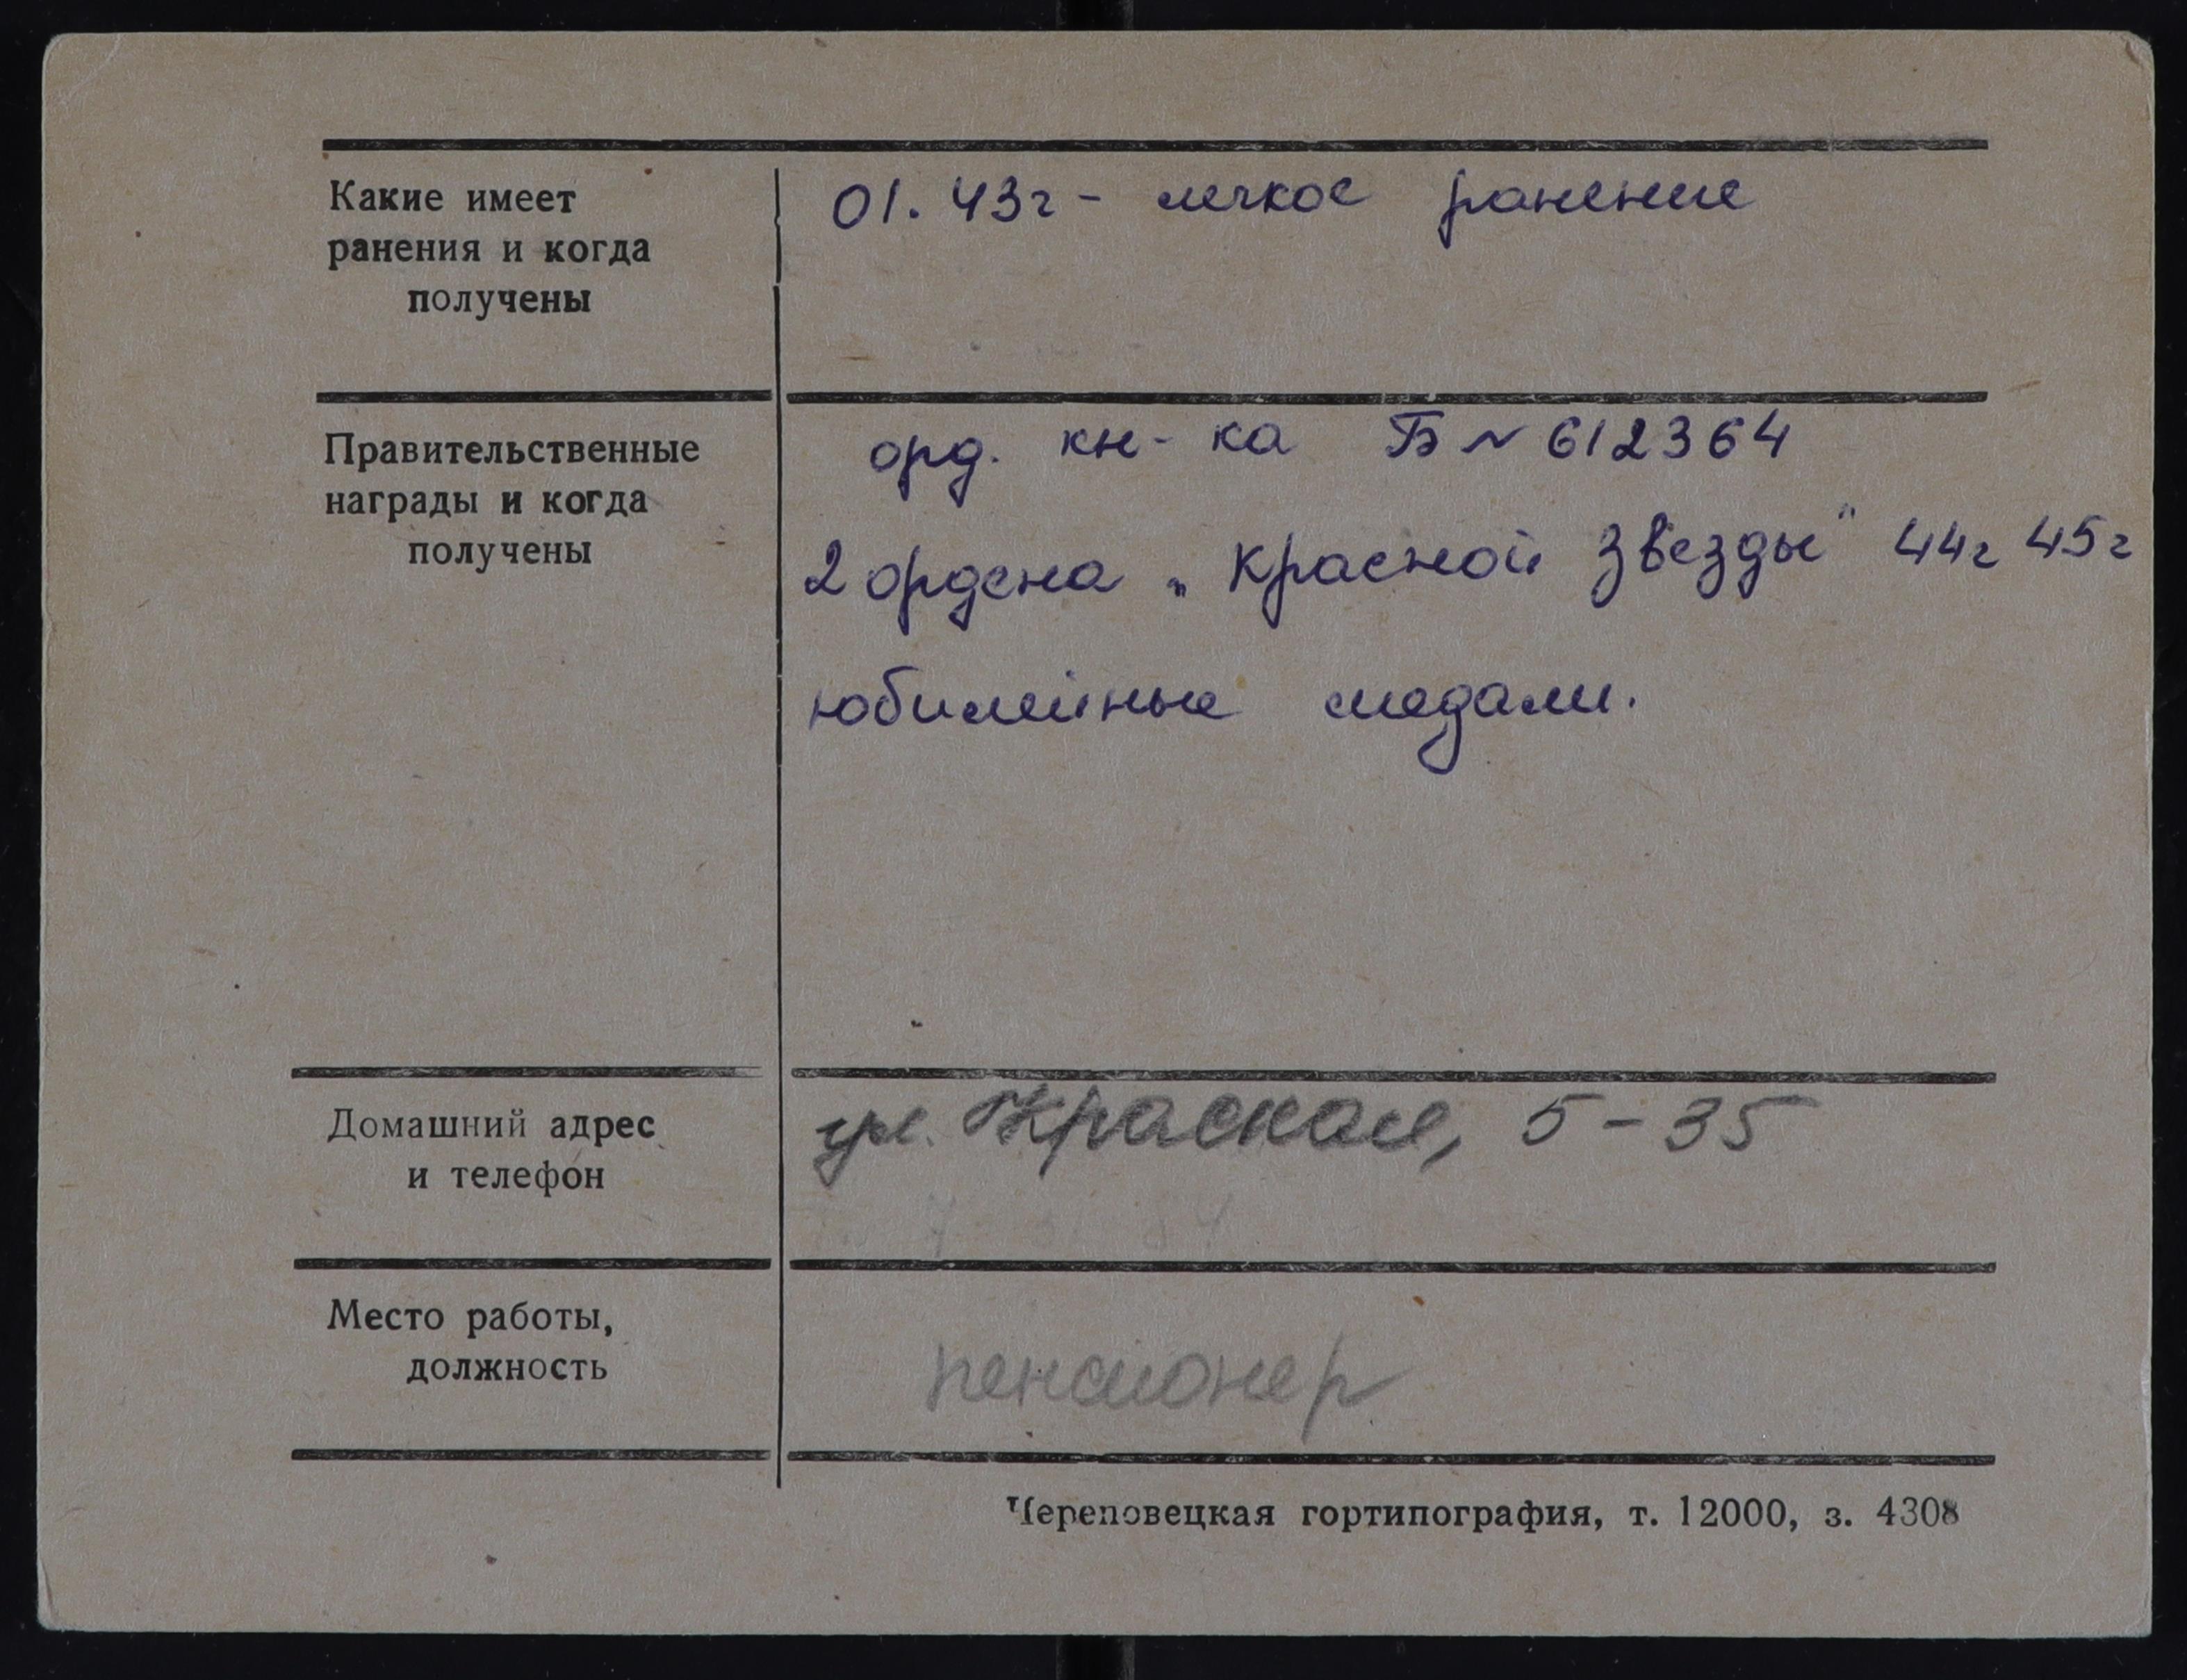 Какие имеет
ранения и когда
получены
01.43г - легкое ранение
Правительственные
награды и когда
получены
орд. кн-ка Б № 612364
2 ордена „Красной Звезды" 44г 45г
юбилейные медали.
Домашний адрес
и телефон
ул. Красная, 5-35
Место работы,
должность
пенсионер
Череповецкая гортипография, т. 12000, з. 4308